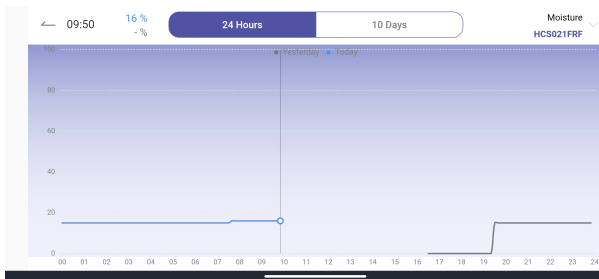 09:50
16 %
- %
24 Hours
10 Days
Moisture
HCS021FRF
Yesterday Today
100
80
60
40
20
0
00 01 02 03 04 05 06 07 08 09 10 11 12 13 14 15 16 17 18 19 20 21 22 23 24